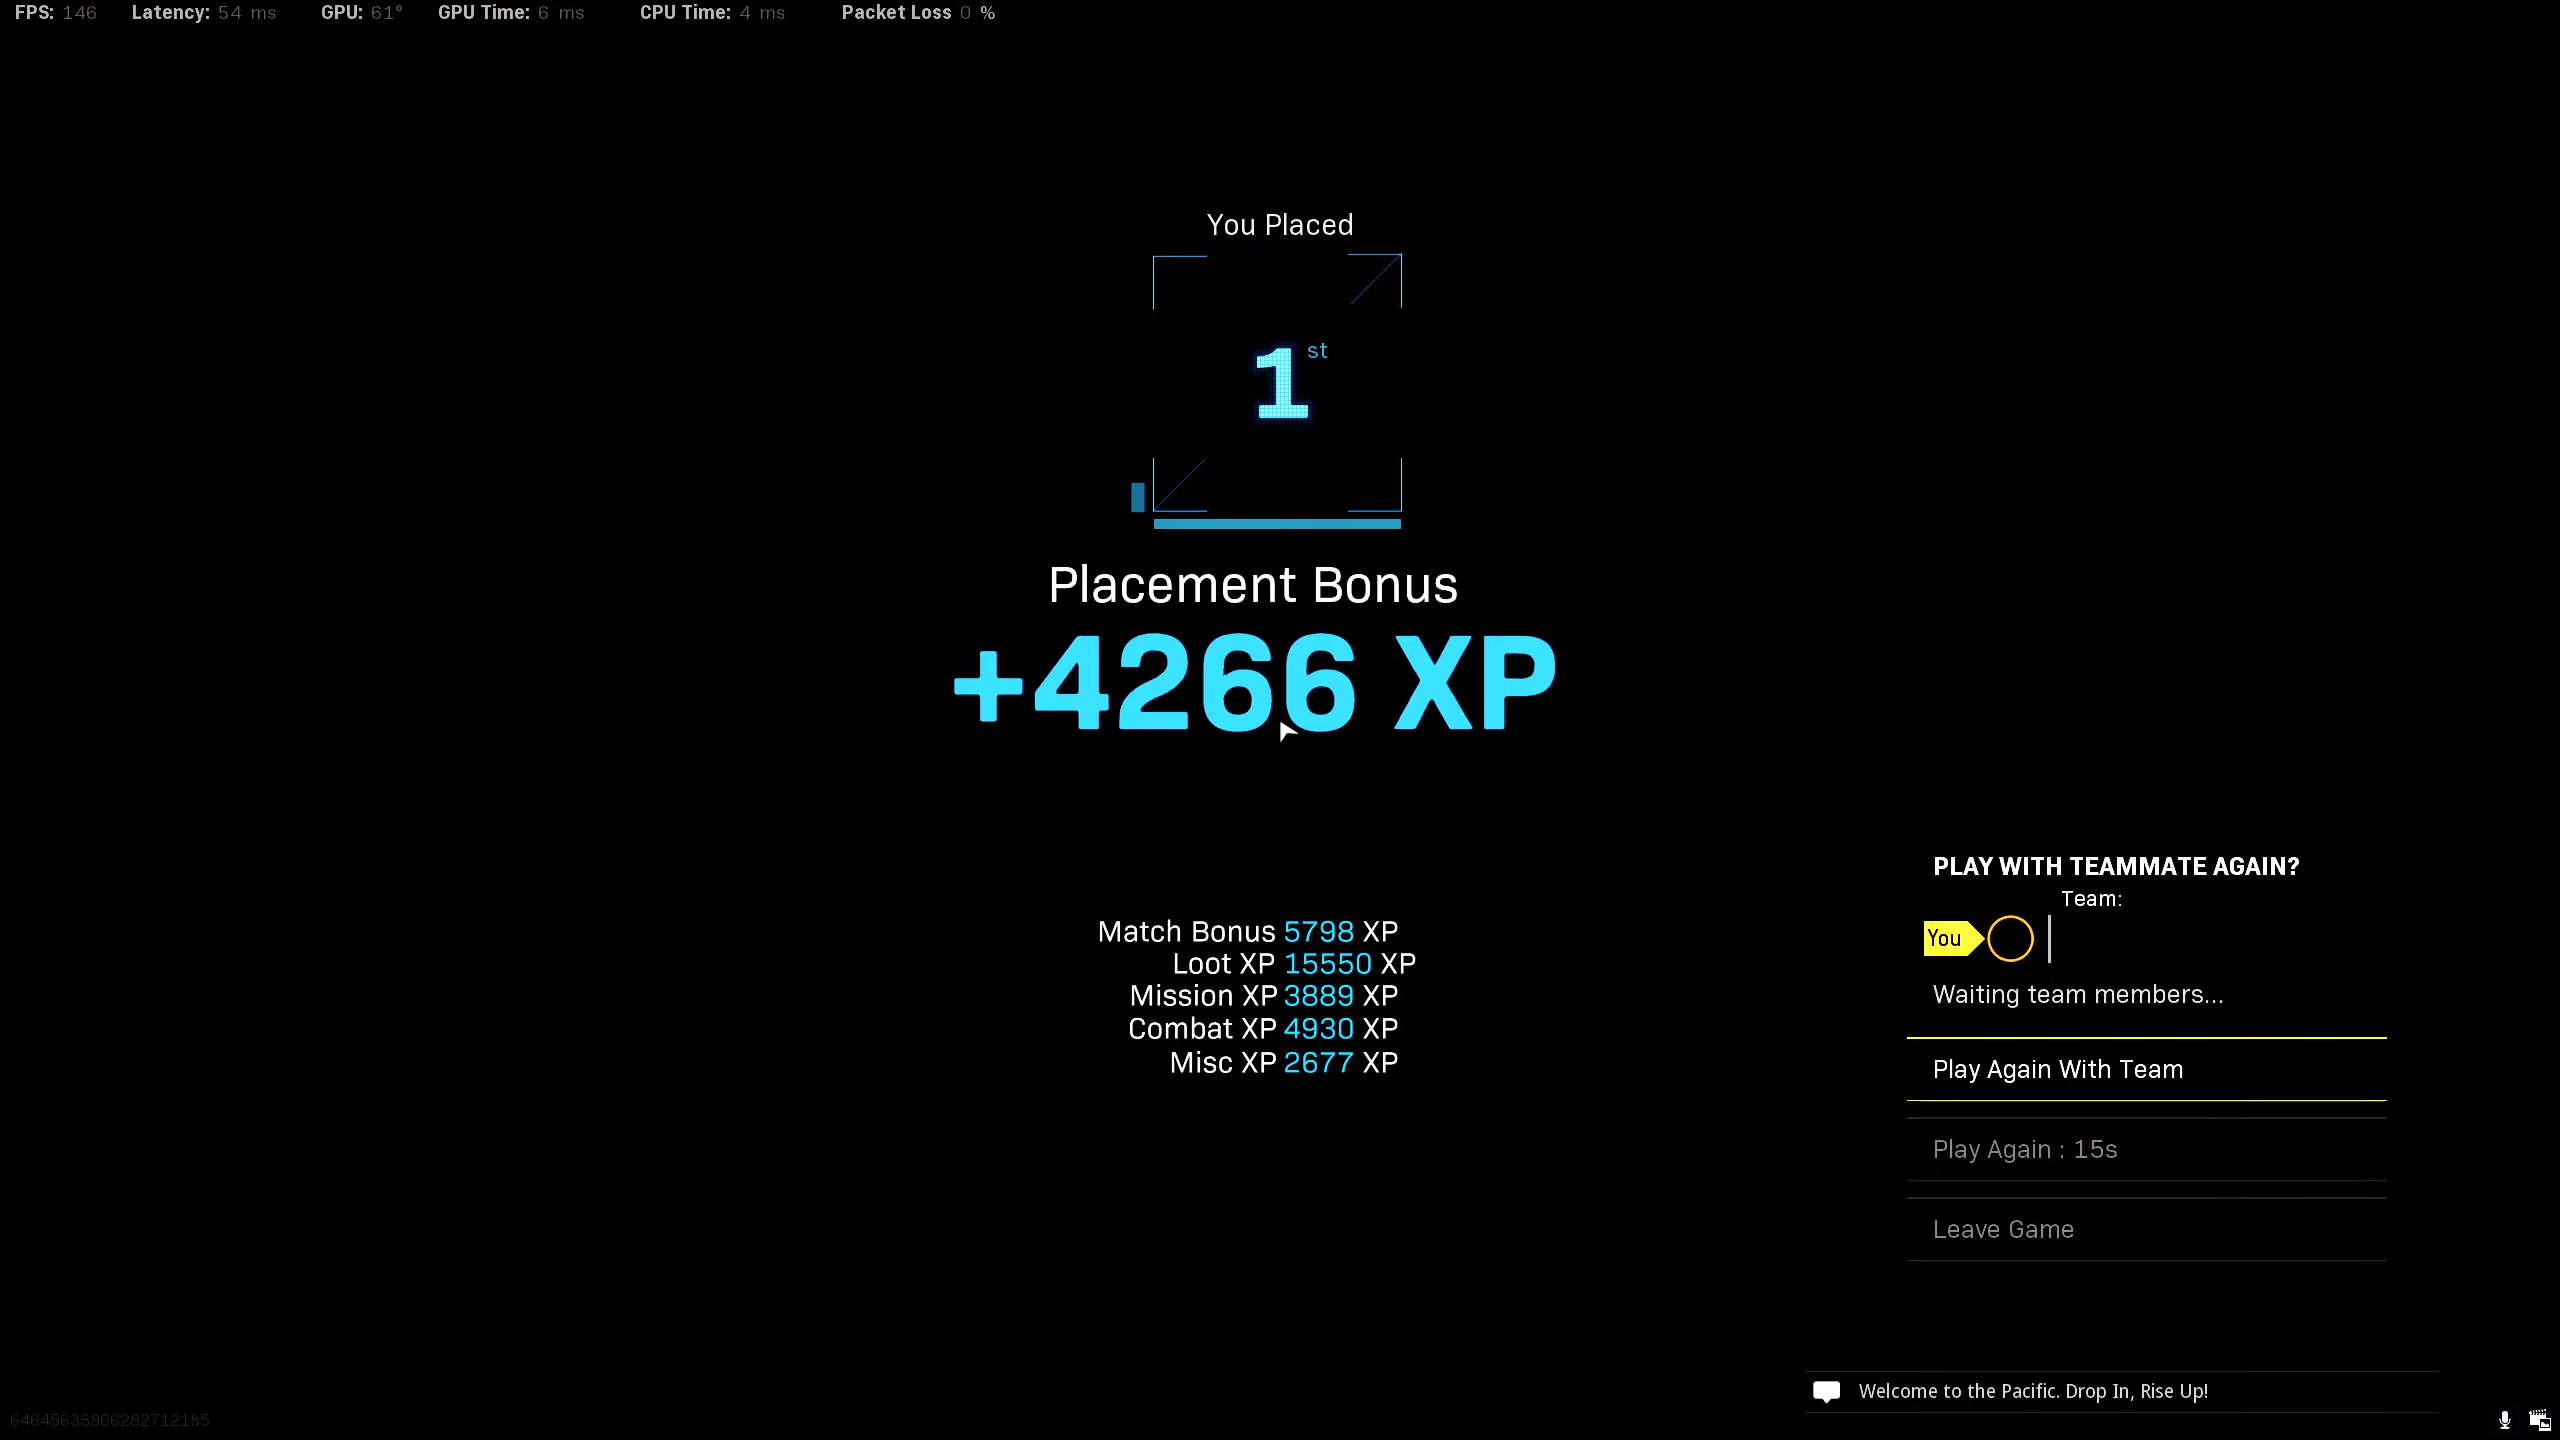 FPS: 146 Latency: 54 ms GPU: 61° GPU Time: 6 ms CPU Time: 4 ms Packet Loss 0 %
You Placed
1st
Placement Bonus
+4266 XP
Match Bonus 5798 XP
Loot XP 15550 XP
Mission XP 3889 XP
Combat XP 4930 XP
Misc XP 2677 XP
PLAY WITH TEAMMATE AGAIN?
Team:
You
Waiting team members...
Play Again With Team
Play Again : 15s
Leave Game
Welcome to the Pacific. Drop In, Rise Up!
64645638866282712185